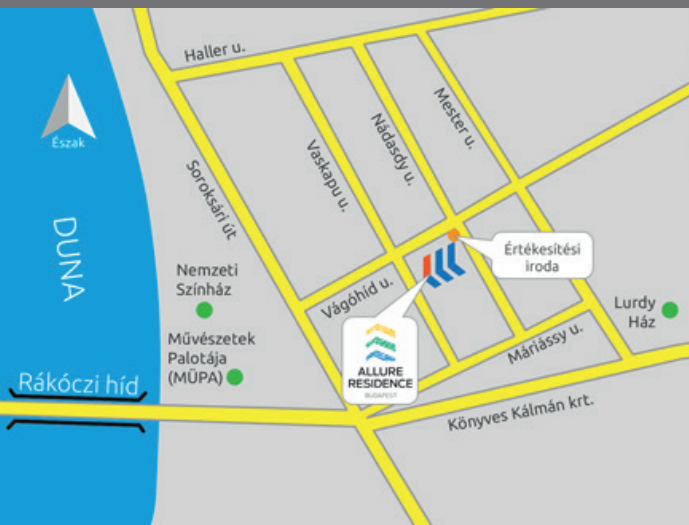 Haller u.
Észak
Mester u.
Nádasdy u.
Vaskapu u.
Soroksári út
DUNA
Értékesítési
iroda
Nemzeti
Színház
Vágóhíd u.
Lurdy
Ház
Művészetek
Palotája
(MÜPA)
Máriássy u.
ALLURE
RESIDENCE
BUDAPEST
Rákóczi híd
Könyves Kálmán krt.